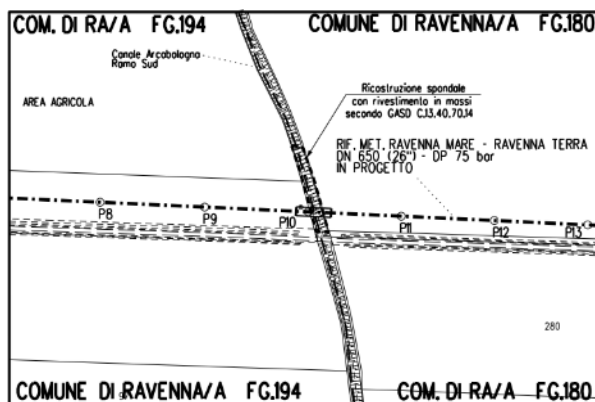 COM. DI RA/A FG.194
COMUNE DI RAVENNA/A FG.180
Canale Arcabologna
Ramo Sud
AREA AGRICOLA
Ricostruzione spondale
con rivestimento in massi
secondo GASD C.13.40.70.14
RIF. MET. RAVENNA MARE - RAVENNA TERRA
DN 650 (26") - DP 75 bar
IN PROGETTO
P8
P9
P10
P11
P12
P13
280
COMUNE DI RAVENNA/A FG.194
COM. DI RA/A FG.180